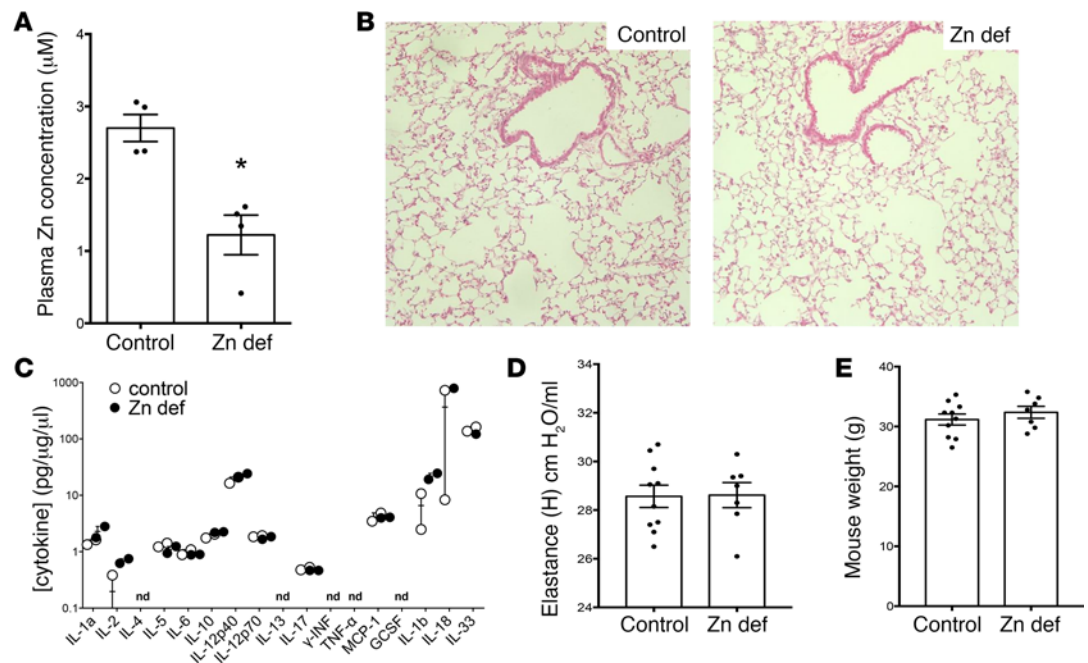 A
Plasma Zn concentration (μM)
4
3
2
1
0
*
Control
Zn def
B
Control
Zn def
C
[cytokine] (pg/μg/μl)
1000
100
10
1
0.1
control
Zn def
nd
nd
nd
nd
nd
IL-1a
IL-2
IL-4
IL-5
IL-6
IL-10
IL-12p40
IL-12p70
IL-13
IL-17
γ-INF
TNF-α
MCP-1
GCSF
IL-1b
IL-18
IL-33
D
Elastance (H) cm H₂O/ml
34
32
30
28
26
24
Control
Zn def
E
Mouse weight (g)
40
30
20
10
0
Control
Zn def